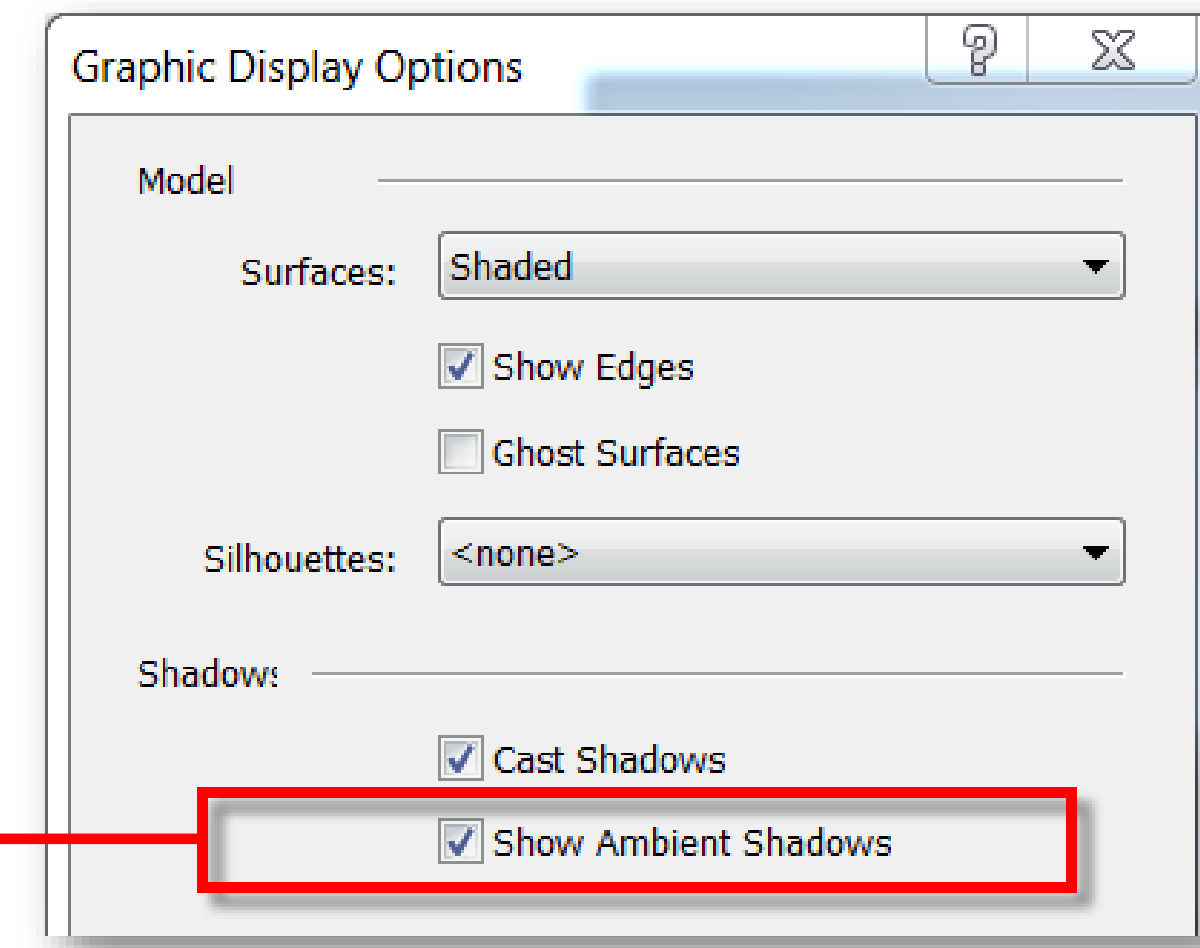 Graphic Display Options
Model
Surfaces: Shaded
Show Edges
Ghost Surfaces
Silhouettes: <none>
Shadows
Cast Shadows
Show Ambient Shadows